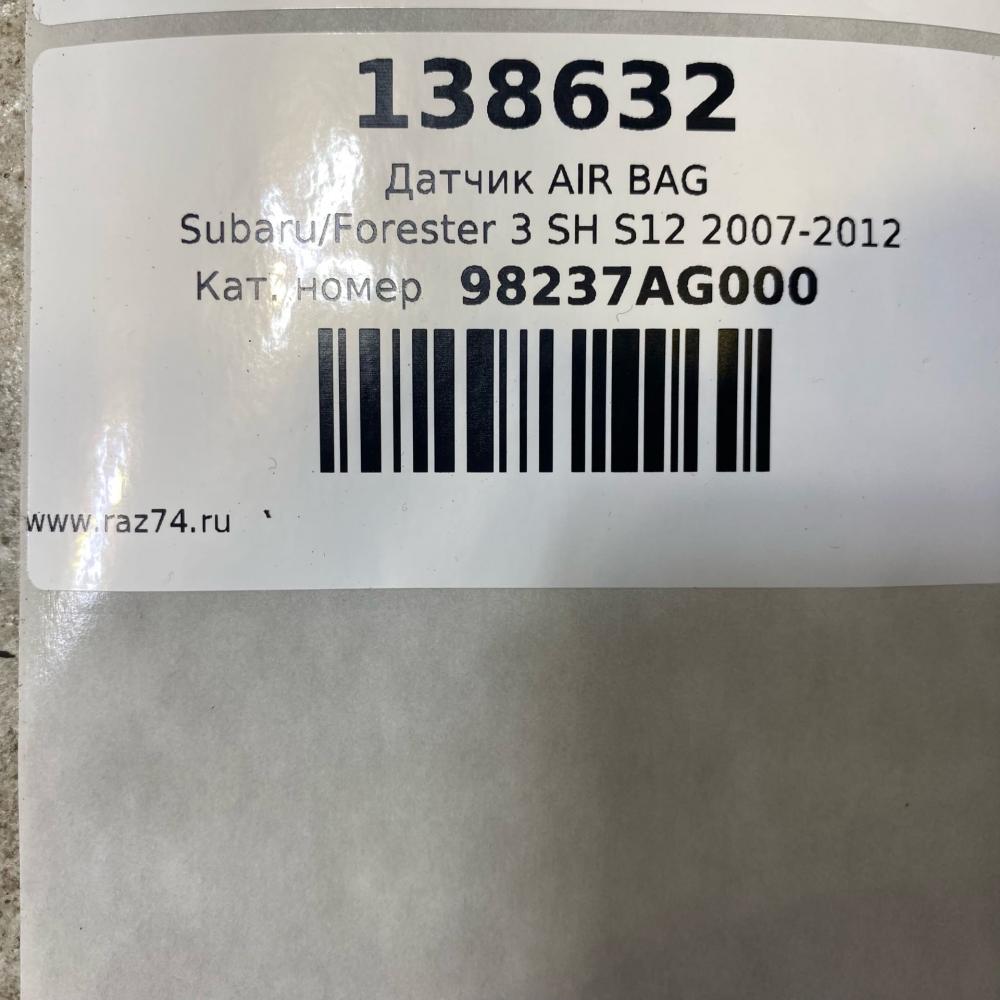 138632
Датчик AIR BAG
Subaru/Forester 3 SH S12 2007-2012
Кат. номер 98237AG000
www.raz74.ru